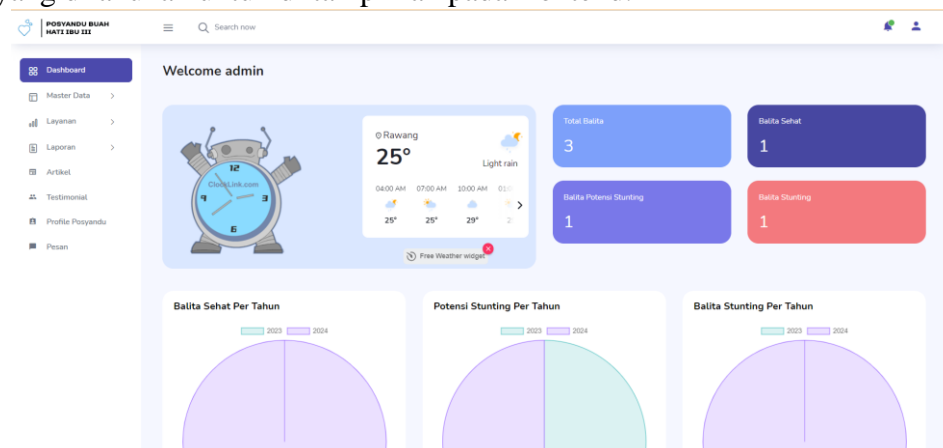 POSYANDU BUAH
HATI IBU III
Search now
Dashboard
Master Data
Layanan
Laporan
Artikel
Testimonial
Profile Posyandu
Pesan
Welcome admin
12
ClockLink.com
9
3
6
Rawang
25°
Light rain
04:00 AM 07:00 AM 10:00 AM
25° 25° 29°
Free Weather widget
Total Balita
3
Balita Sehat
1
Balita Potensi Stunting
1
Balita Stunting
1
Balita Sehat Per Tahun
2023 2024
Potensi Stunting Per Tahun
2023 2024
Balita Stunting Per Tahun
2023 2024